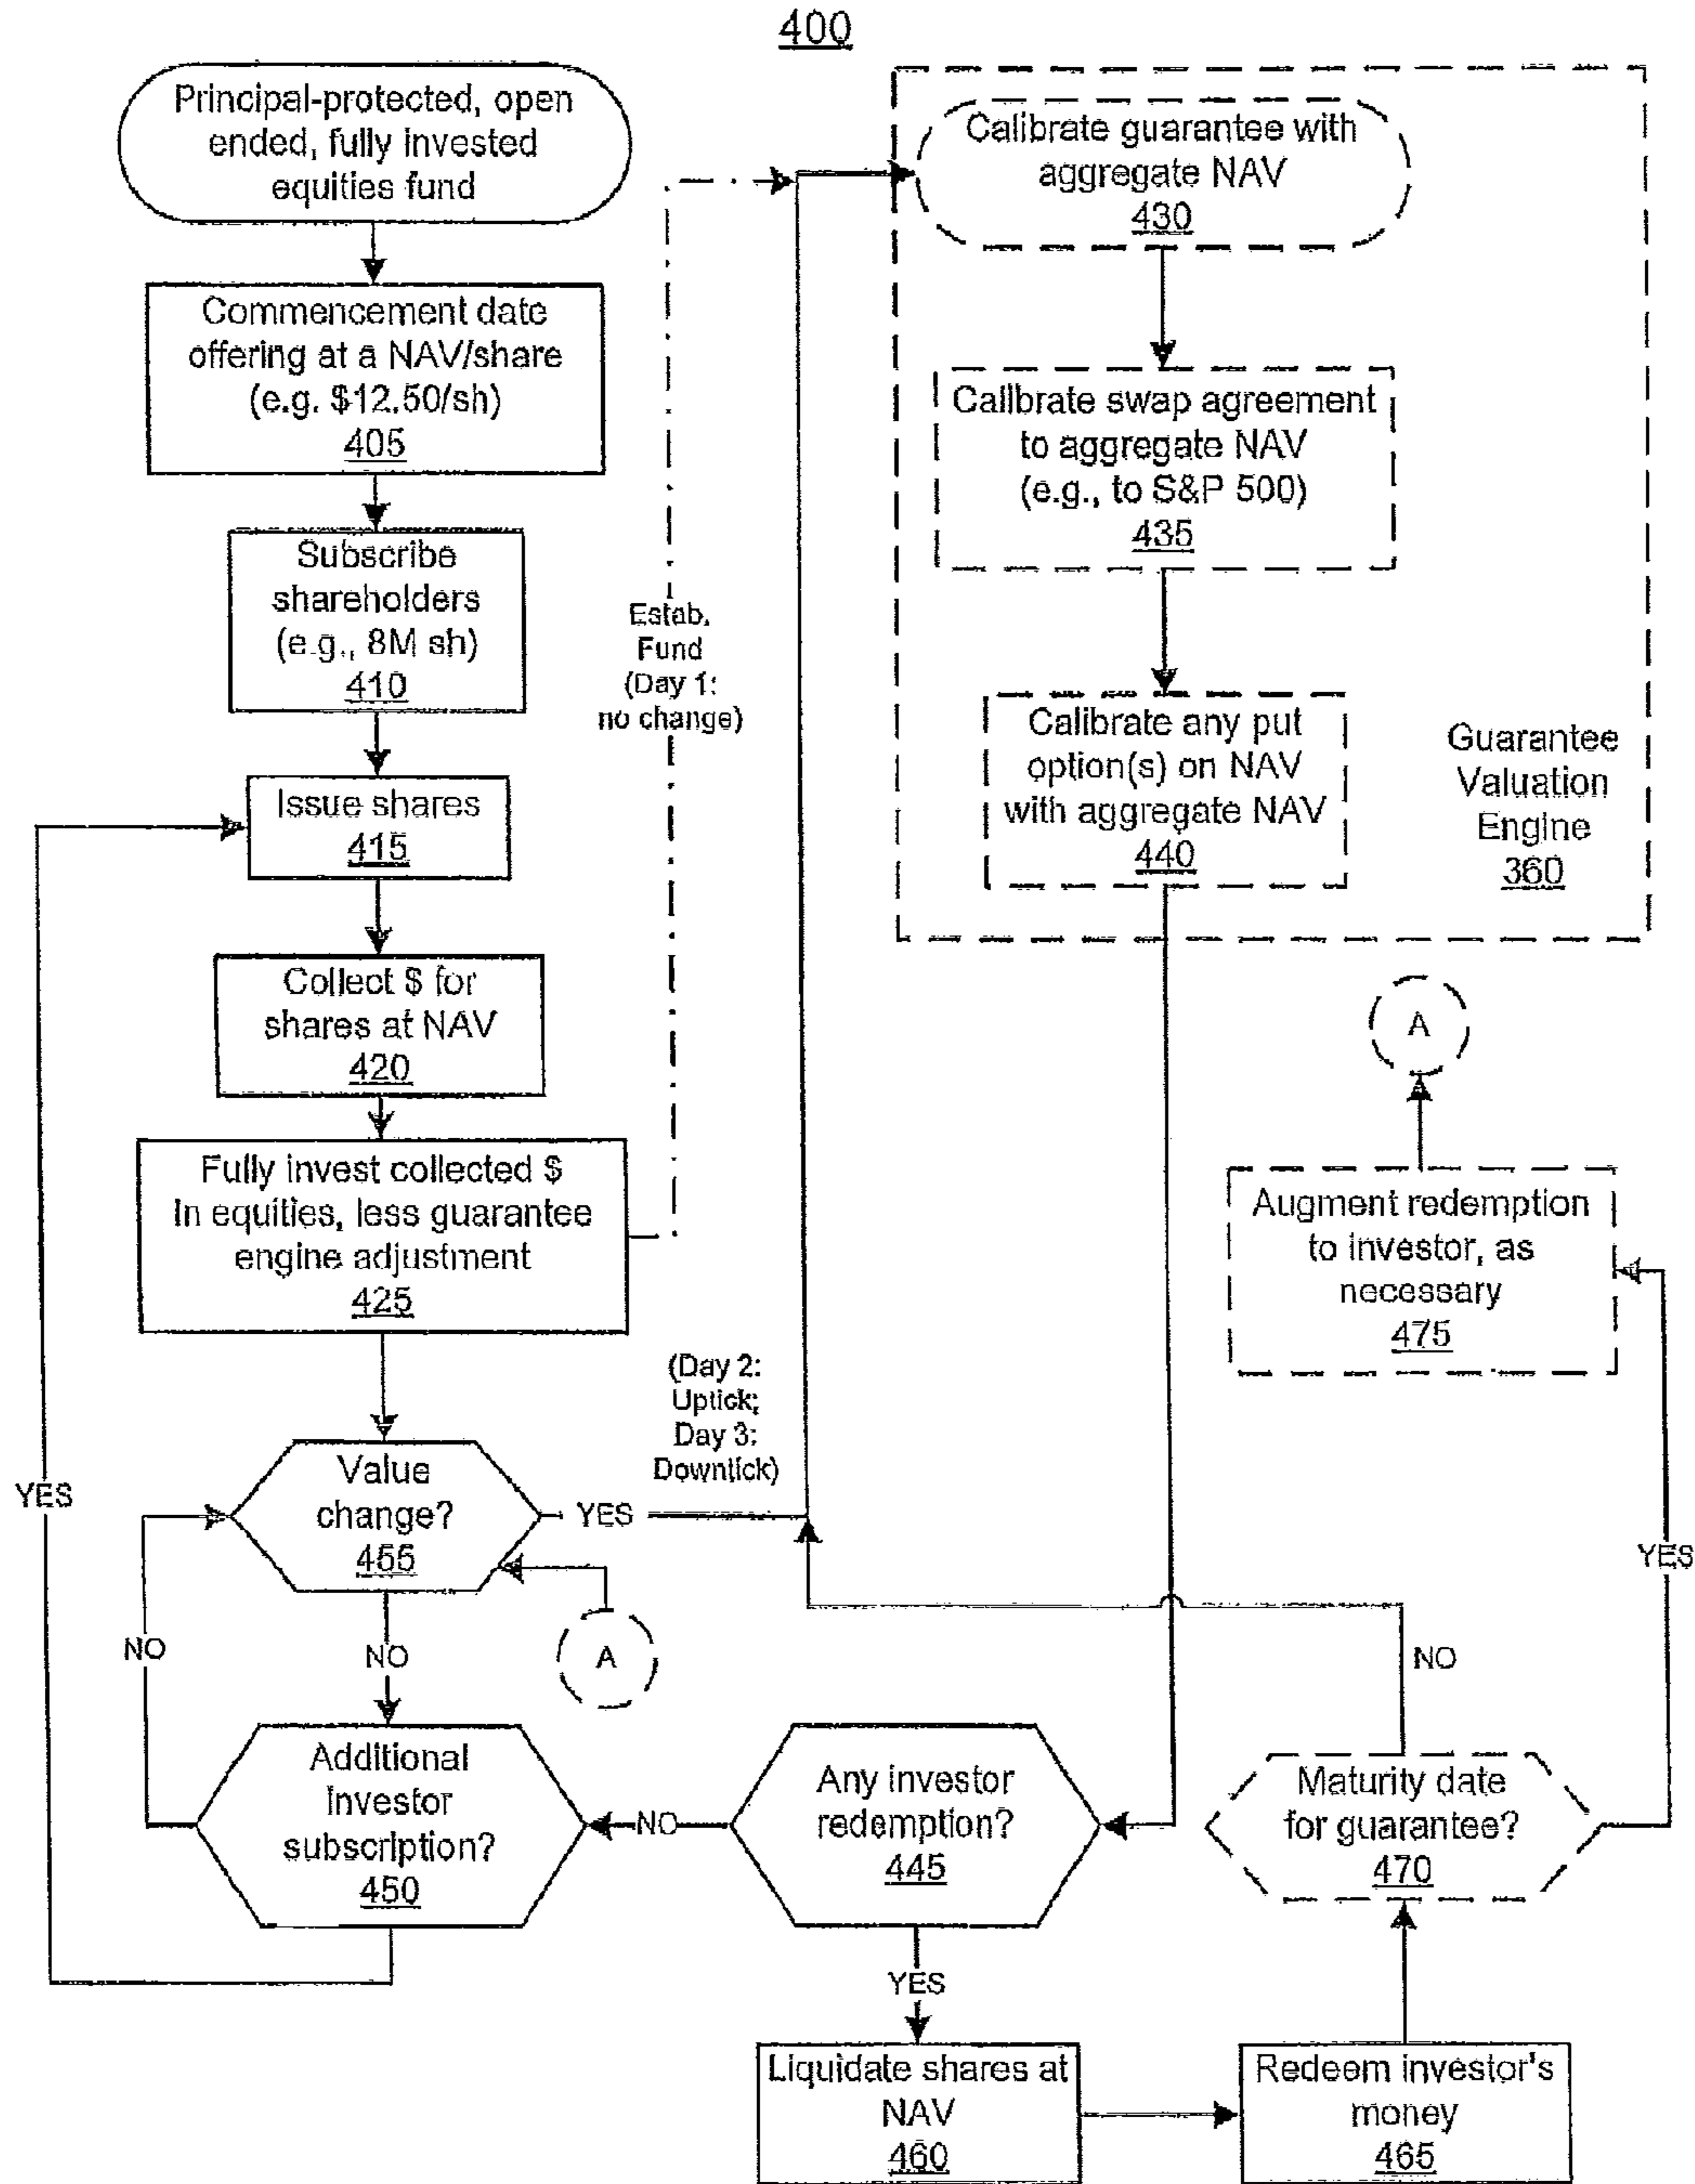 400
Principal-protected, open
ended, fully invested
equities fund
Commencement date
offering at a NAV/share
(e.g. $12.50/sh)
405
Subscribe
shareholders
(e.g., 8M sh)
410
Issue shares
415
Collect $ for
shares at NAV
420
Fully invest collected $
in equities, less guarantee
engine adjustment
425
Estab.
Fund
(Day 1:
no change)
Calibrate guarantee with
aggregate NAV
430
Calibrate swap agreement
to aggregate NAV
(e.g., to S&P 500)
435
Calibrate any put
option(s) on NAV
with aggregate NAV
440
Guarantee
Valuation
Engine
360
A
Augment redemption
to investor, as
necessary
475
(Day 2:
Uptick;
Day 3:
Downtick)
Value
change?
455
YES
YES
NO
NO
A
NO
YES
Additional
investor
subscription?
450
NO
Any investor
redemption?
445
Maturity date
for guarantee?
470
YES
Liquidate shares at
NAV
460
Redeem investor's
money
465